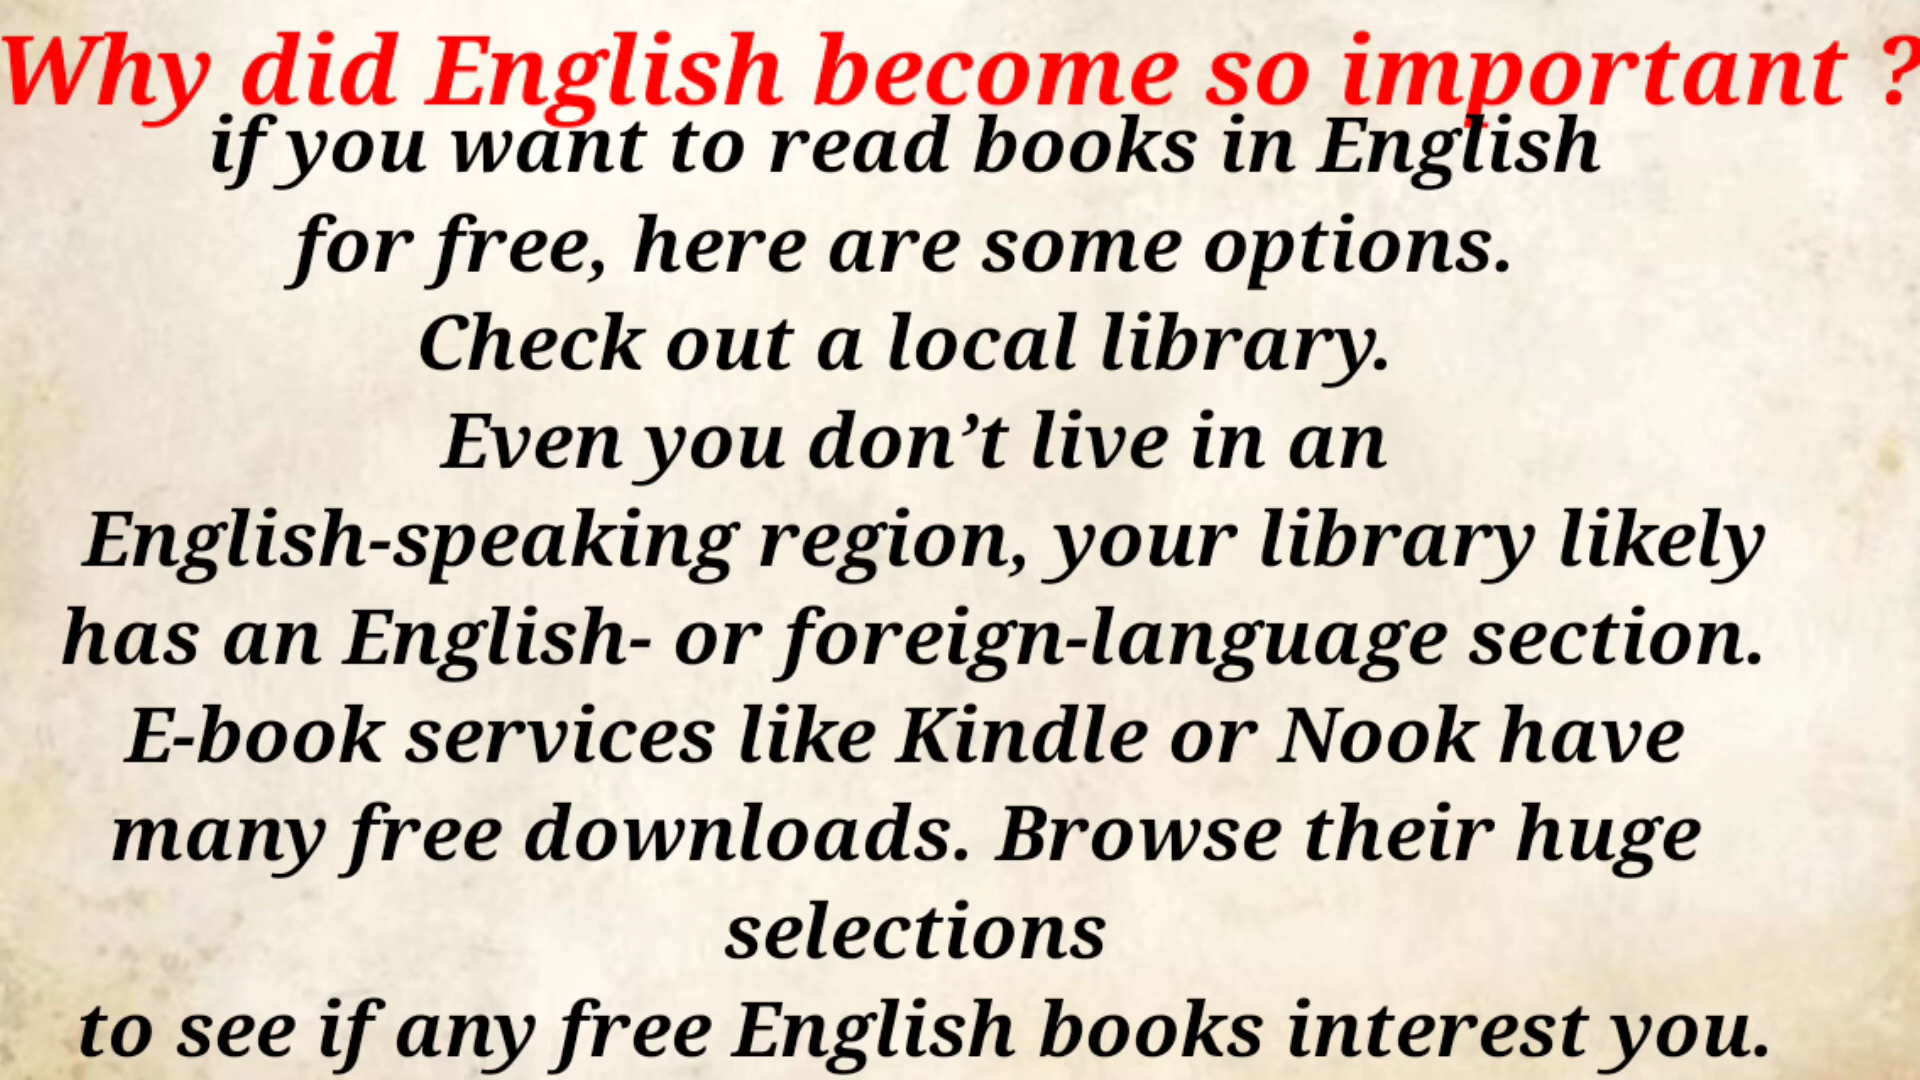 Why did English become so important ?
if you want to read books in English
for free, here are some options.
Check out a local library.
Even you don’t live in an
English-speaking region, your library likely
has an English- or foreign-language section.
E-book services like Kindle or Nook have
many free downloads. Browse their huge
selections
to see if any free English books interest you.